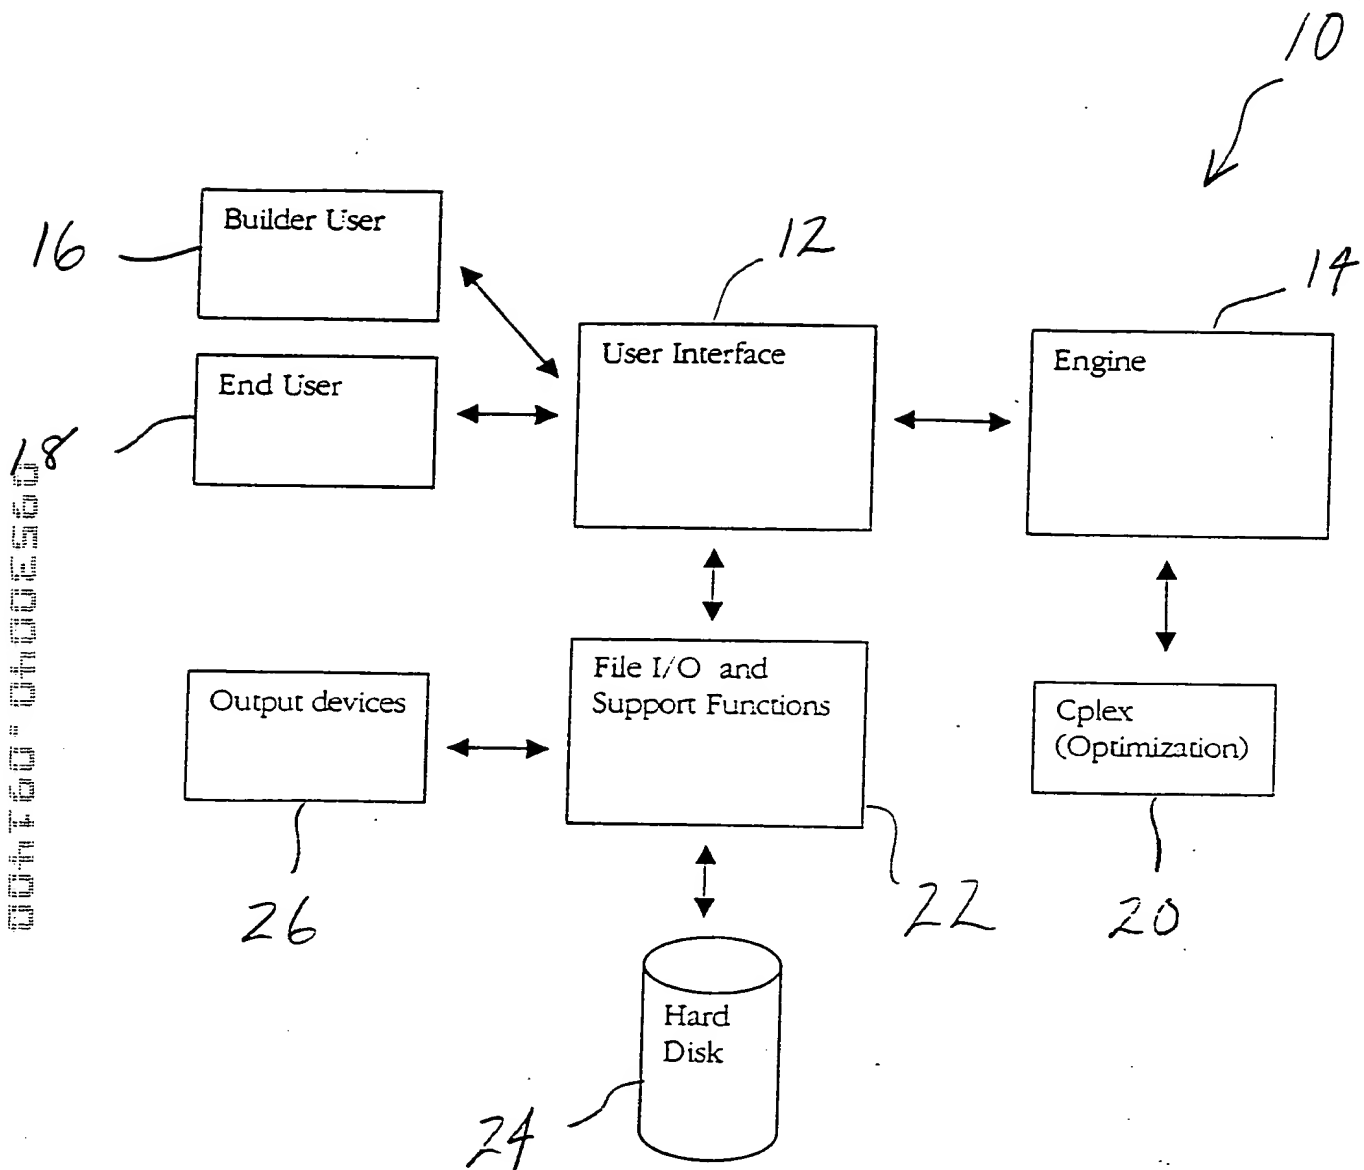 10
Builder User
16
12
14
User Interface
Engine
End User
18
File I/O and
Support Functions
Output devices
Cplex
(Optimization)
26
22
20
Hard
Disk
24